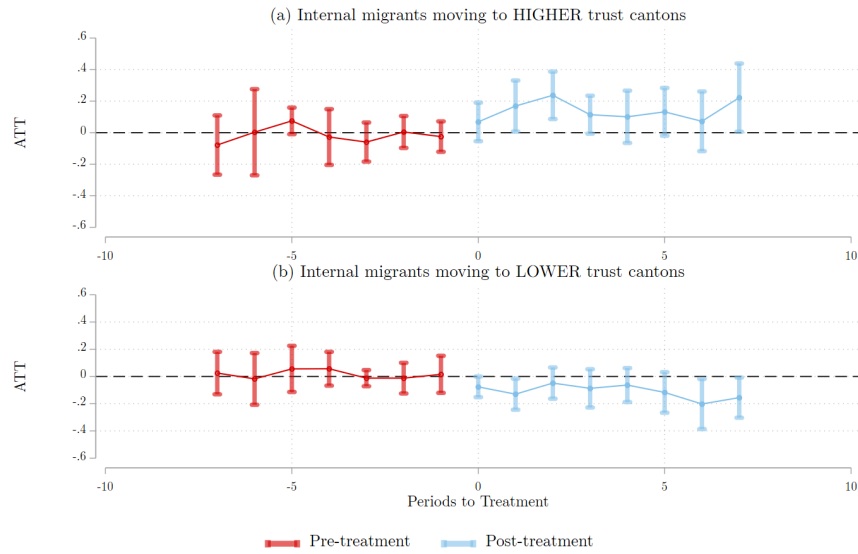 (a) Internal migrants moving to HIGHER trust cantons
.6
.4
.2
0
-.2
-.4
-.6
ATT
-10 -5 0 5 10
(b) Internal migrants moving to LOWER trust cantons
.6
.4
.2
0
-.2
-.4
-.6
ATT
-10 -5 0 5 10
Periods to Treatment
Pre-treatment Post-treatment